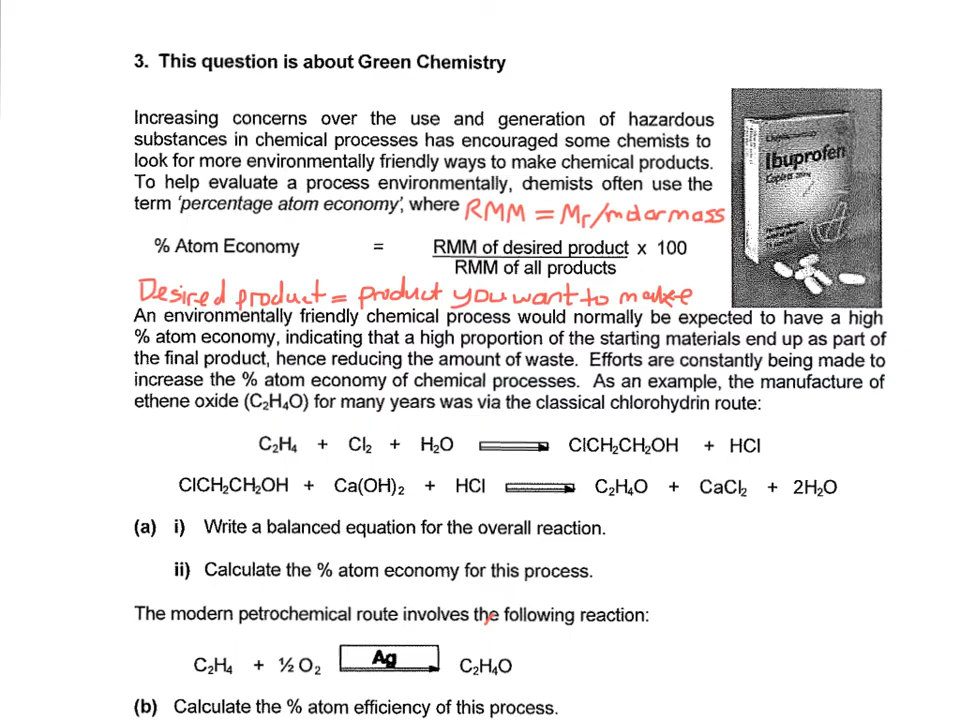 3. This question is about Green Chemistry
Increasing concerns over the use and generation of hazardous
substances in chemical processes has encouraged some chemists to
look for more environmentally friendly ways to make chemical products.
To help evaluate a process environmentally, chemists often use the
term 'percentage atom economy', where RMM = Mr/molar mass
Ibuprofen
% Atom Economy = RMM of desired product x 100
RMM of all products
Desired product = product you want to make
An environmentally friendly chemical process would normally be expected to have a high
% atom economy, indicating that a high proportion of the starting materials end up as part of
the final product, hence reducing the amount of waste. Efforts are constantly being made to
increase the % atom economy of chemical processes. As an example, the manufacture of
ethene oxide (C₂H₄O) for many years was via the classical chlorohydrin route:
C₂H₄ + Cl₂ + H₂O ⟹ ClCH₂CH₂OH + HCl
ClCH₂CH₂OH + Ca(OH)₂ + HCl ⟹ C₂H₄O + CaCl₂ + 2H₂O
(a) i) Write a balanced equation for the overall reaction.
ii) Calculate the % atom economy for this process.
The modern petrochemical route involves the following reaction:
C₂H₄ + ½ O₂ Ag C₂H₄O
(b) Calculate the % atom efficiency of this process.